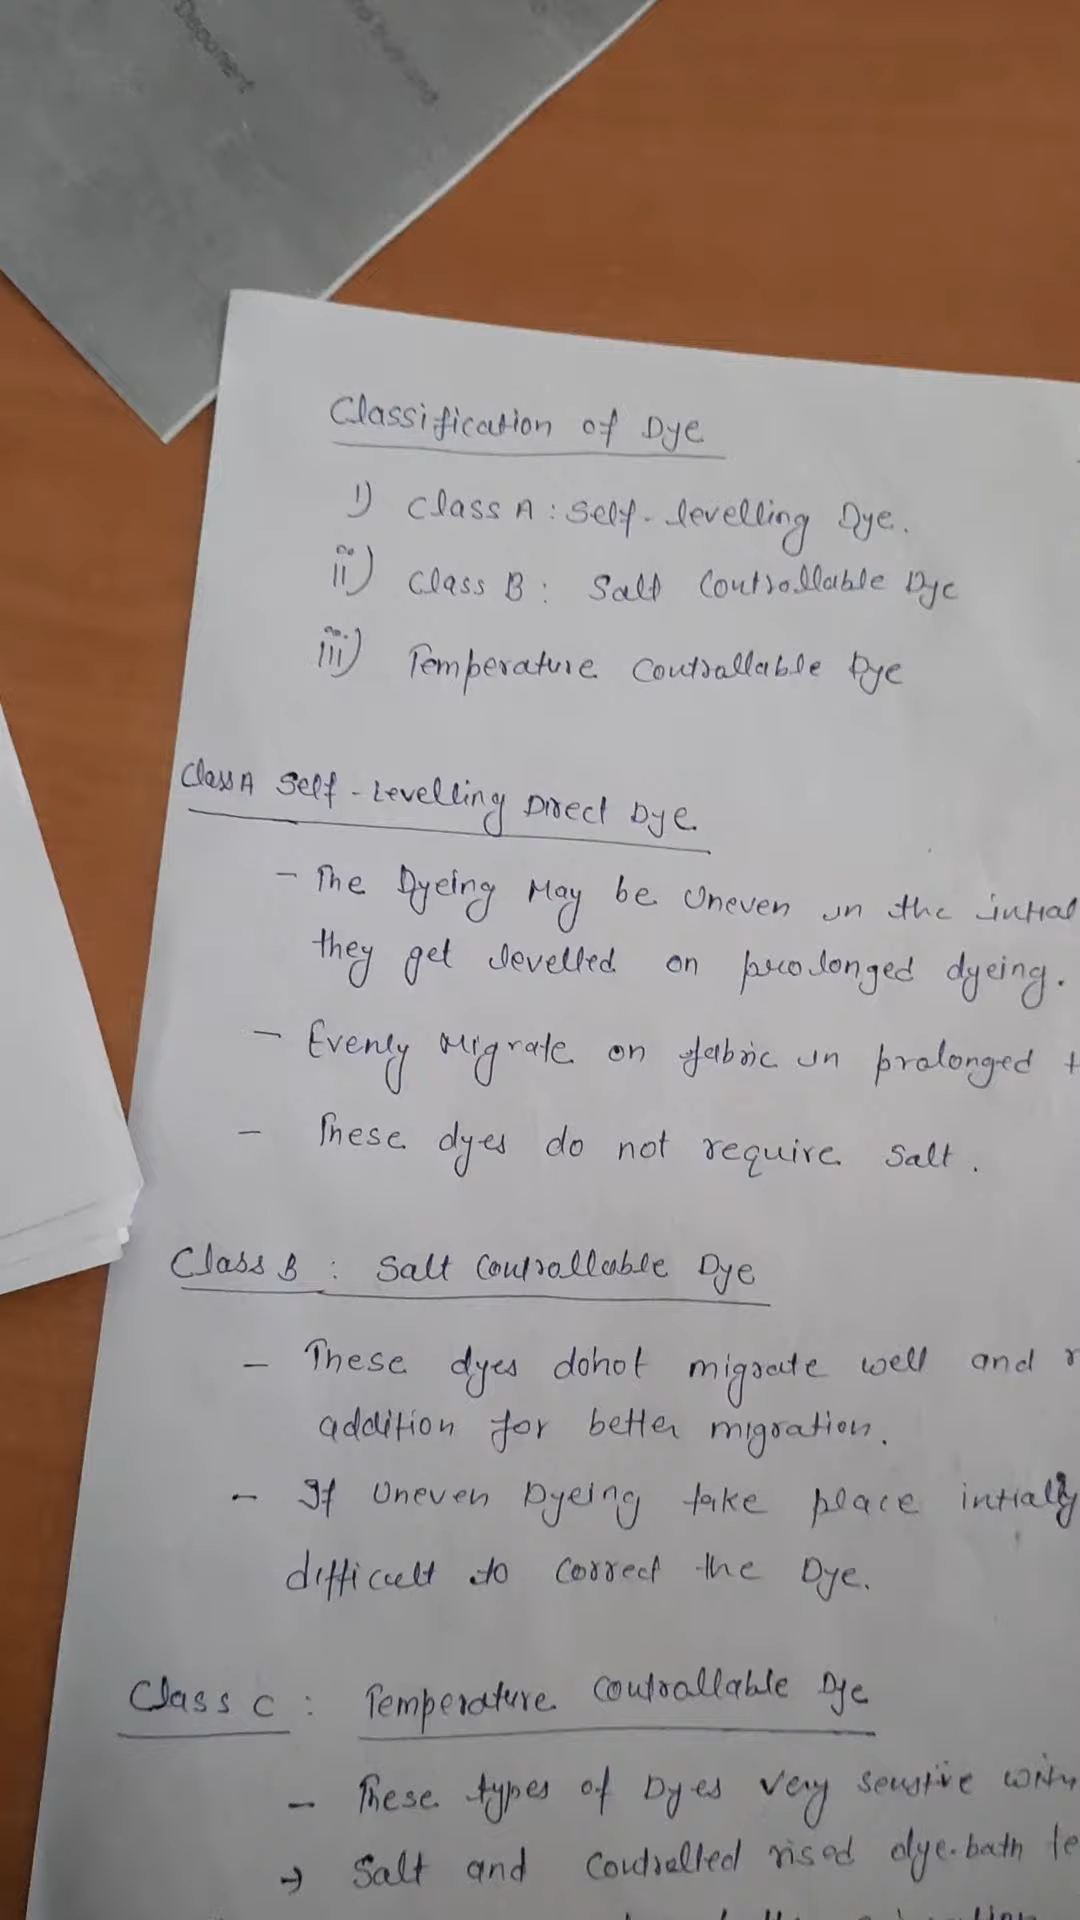 Deponent
Classification of Dye
i) Class A : Self-levelling Dye.
ii) Class B : Salt Controllable Dye
iii) Temperature Controllable Dye
Class A Self-Levelling Direct Dye
- The Dyeing May be Uneven in the intial
they get levelled on prolonged dyeing.
- Evenly Migrate on fabric in prolonged
- These dyes do not require Salt.
Class B : Salt Controllable Dye
- These dyes donot migrate well and
addition for better migration.
- If Uneven Dyeing take place intially
difficult to Correct the Dye.
Class C : Temperature Controllable Dye
- These types of Dyes very senstive with
→ Salt and Controlled rised dye-bath